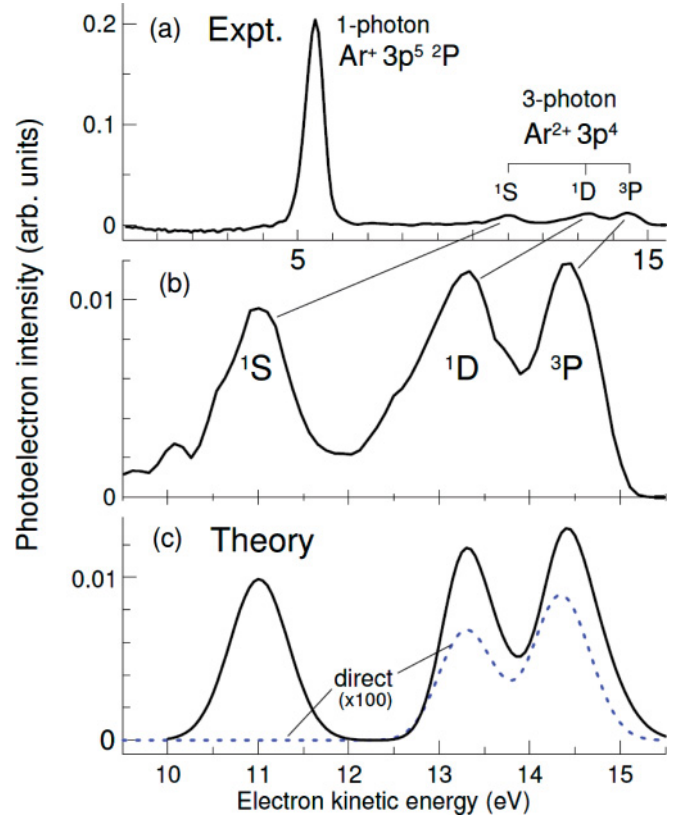 Photoelectron intensity (arb. units)
0.2
0.1
0
(a) Expt.
1-photon
Ar⁺ 3p⁵ ²P
3-photon
Ar²⁺ 3p⁴
¹S ¹D ³P
5 15
(b)
0.01
0
¹S ¹D ³P
(c) Theory
0.01
0
direct
(x100)
10 11 12 13 14 15
Electron kinetic energy (eV)